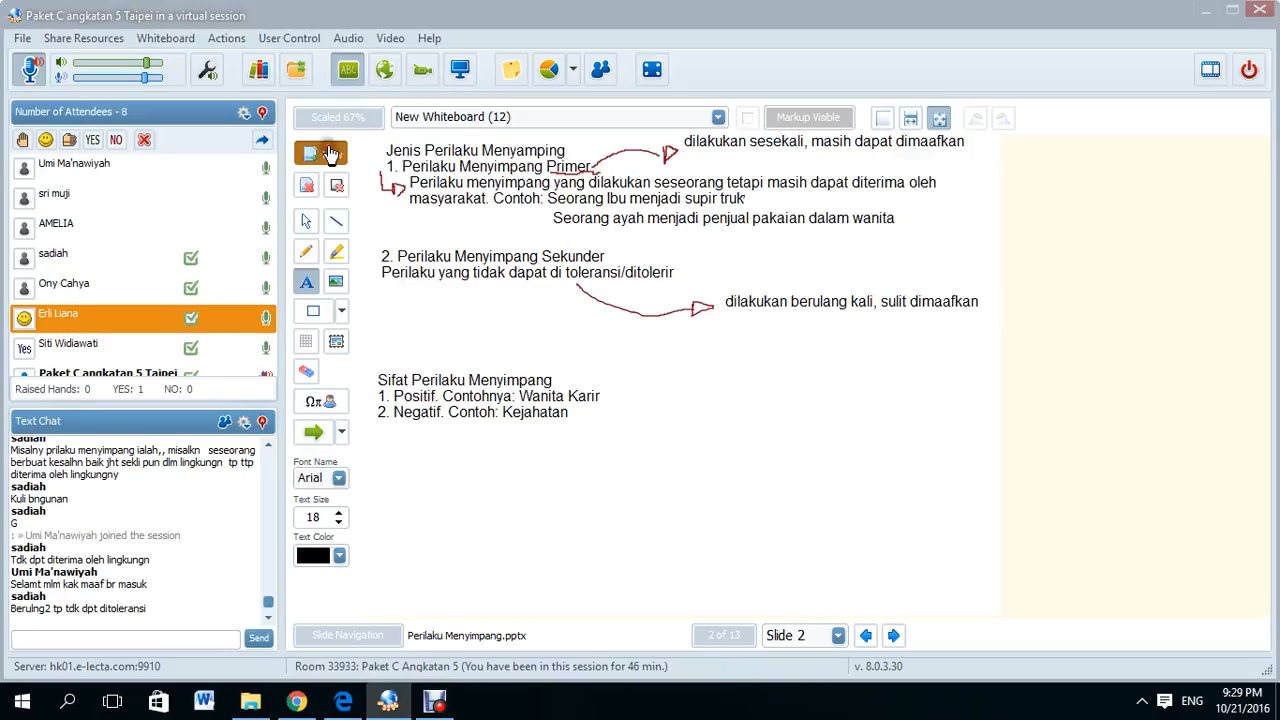 Paket C angkatan 5 Taipei in a virtual session
File Share Resources Whiteboard Actions User Control Audio Video Help
Number of Attendees - 8
YES NO
Umi Ma'nawiyah
sri muji
AMELIA
sadiah
Ony Cahya
Erli Liana
Yes Siti Widiawati
Paket C angkatan 5 Taipei
Raised Hands: 0 YES: 1 NO: 0
Text Chat
sadiah
Misalny prilaku menyimpang ialah,, misalkn seseorang
berbuat kesalhn baik jht sekli pun dlm lingkungn tp ttp
diterima oleh lingkungny
sadiah
Kuli bngunan
sadiah
G
: » Umi Ma'nawiyah joined the session
sadiah
Tdk dpt diterima oleh lingkungn
Umi Ma'nawiyah
Selamt mlm kak maaf br masuk
sadiah
Berulng2 tp tdk dpt ditoleransi
Send
ABC
Scaled 67%
New Whiteboard (12)
Markup Visible
A
Ωπ
Font Name
Arial
Text Size
18
Text Color
Jenis Perilaku Menyamping
dilakukan sesekali, masih dapat dimaafkan
1. Perilaku Menyimpang Primer
Perilaku menyimpang yang dilakukan seseorang tetapi masih dapat diterima oleh
masyarakat. Contoh: Seorang Ibu menjadi supir truk
Seorang ayah menjadi penjual pakaian dalam wanita
2. Perilaku Menyimpang Sekunder
Perilaku yang tidak dapat di toleransi/ditolerir
dilakukan berulang kali, sulit dimaafkan
Sifat Perilaku Menyimpang
1. Positif. Contohnya: Wanita Karir
2. Negatif. Contoh: Kejahatan
Slide Navigation
Perilaku Menyimpang.pptx
2 of 13
Slide 2
Server: hk01.e-lecta.com:9910
Room 33933: Paket C Angkatan 5 (You have been in this session for 46 min.)
v. 8.0.3.30
ENG
9:29 PM
10/21/2016